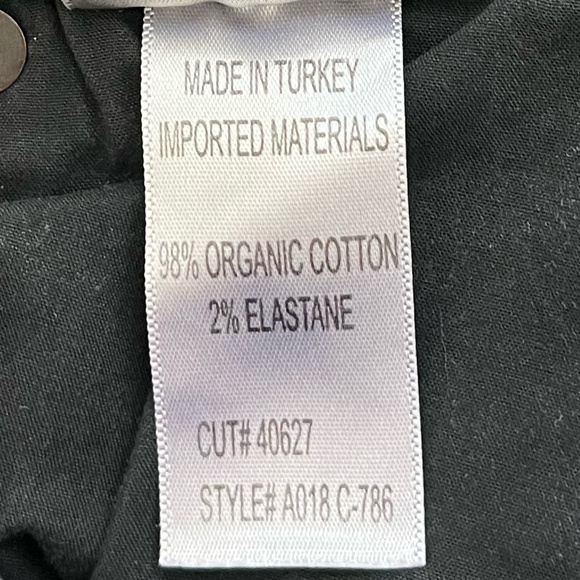 MADE IN TURKEY
IMPORTED MATERIALS
98% ORGANIC COTTON
2% ELASTANE
CUT# 40627
STYLE# A018 C-786